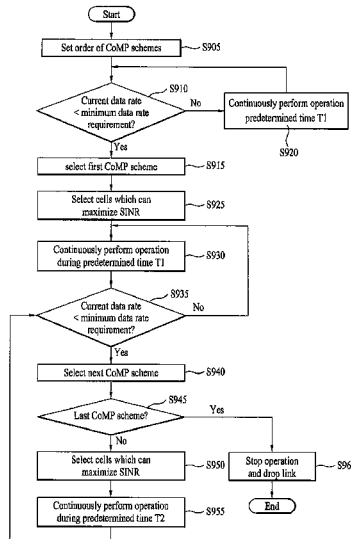 Start
Set order of CoMP schemes
S905
S910
Current data rate
< minimum data rate
requirement?
No
Continuously perform operation
predetermined time T1
S920
Yes
select first CoMP scheme
S915
Select cells which can
maximize SINR
S925
Continuously perform operation
during predetermined time T1
S930
S935
Current data rate
< minimum data rate
requirement?
No
Yes
Select next CoMP scheme
S940
S945
Last CoMP scheme?
Yes
No
Select cells which can
maximize SINR
S950
Stop operation
and drop link
S96
Continuously perform operation
during predetermined time T2
S955
End